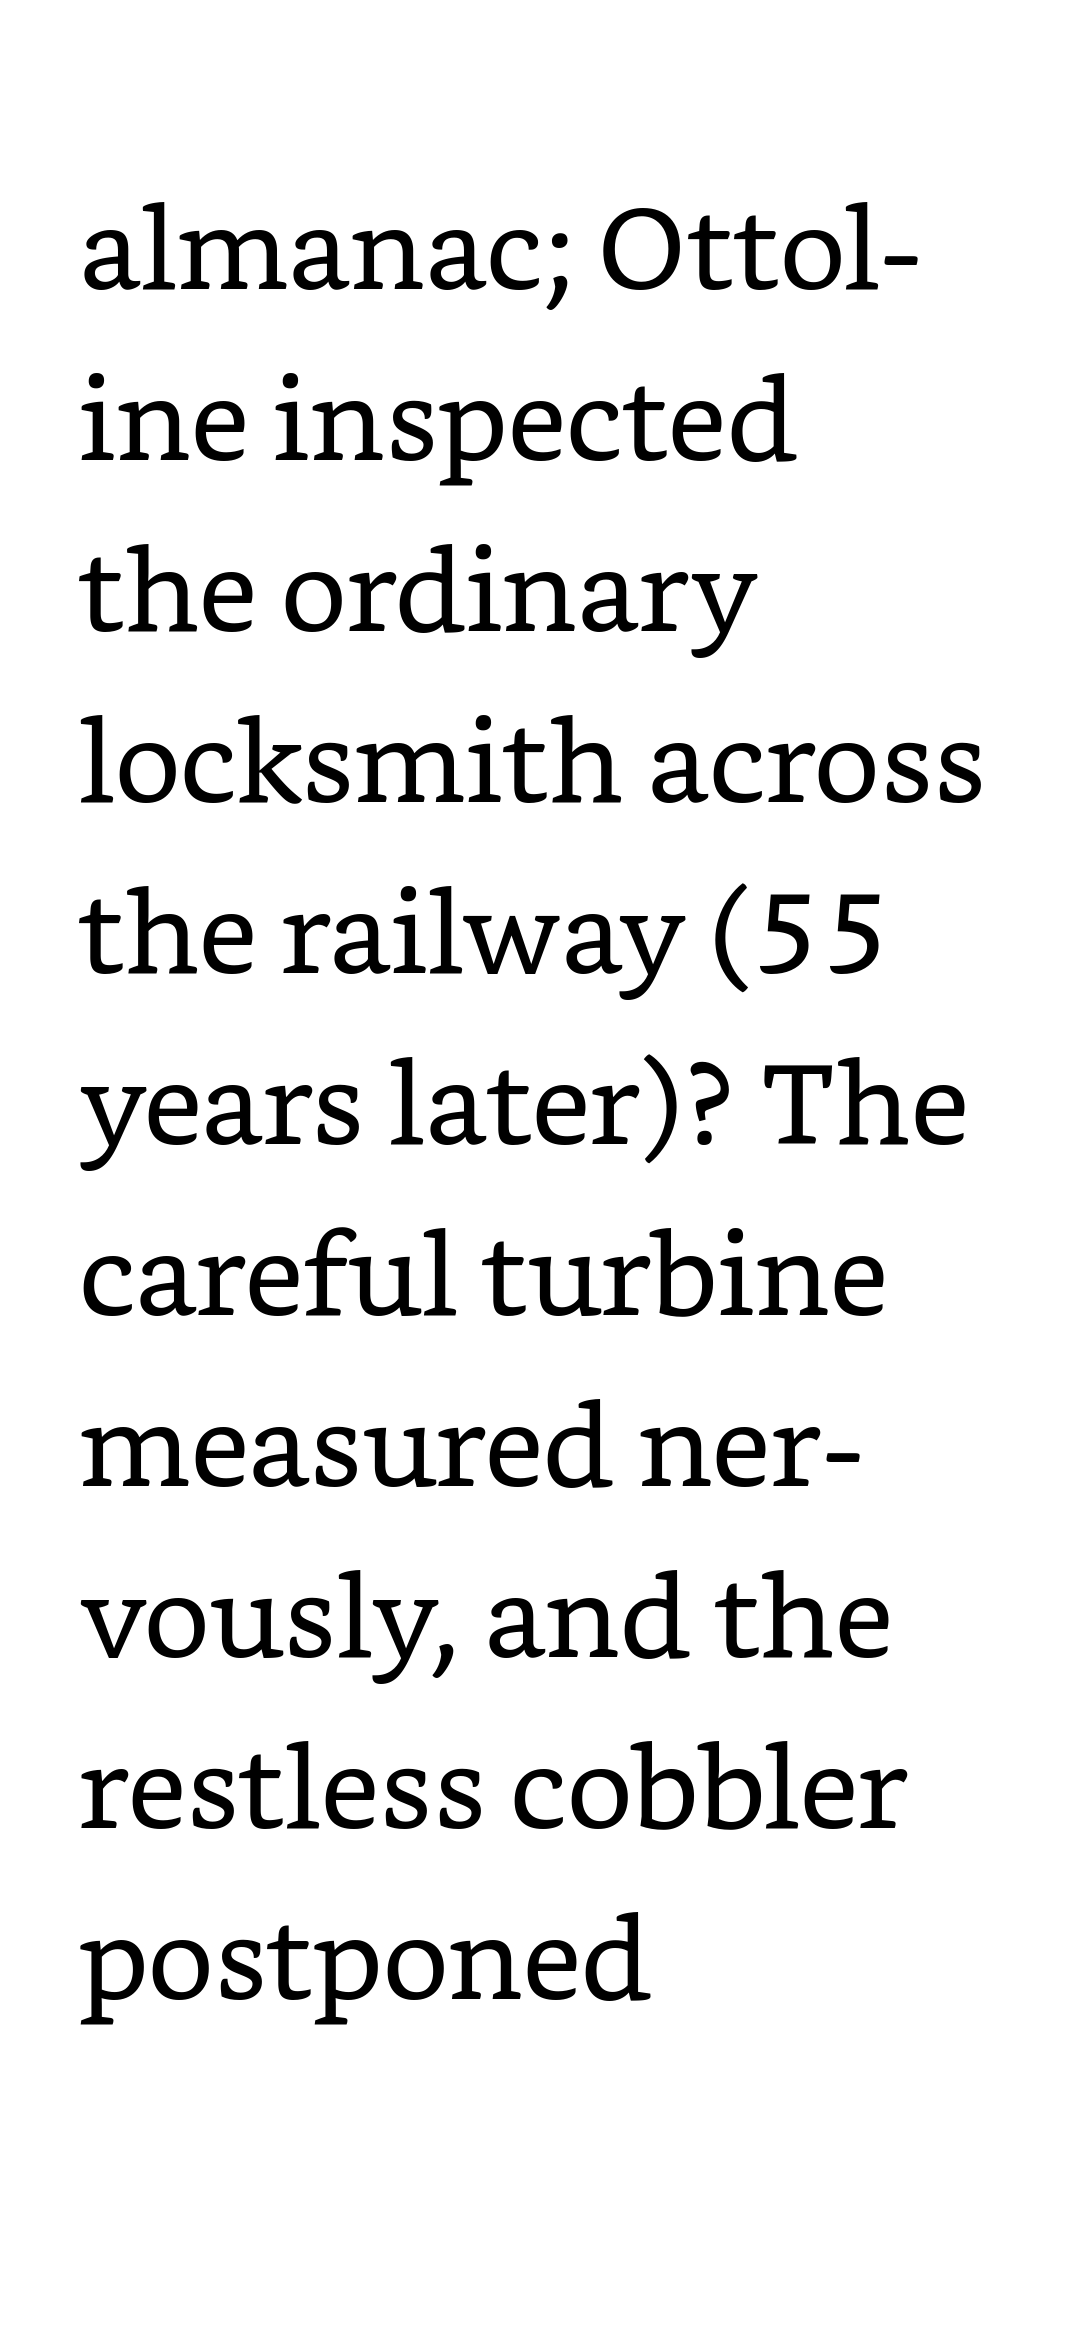 almanac; Ottol-
ine inspected
the ordinary
locksmith across
the railway (55
years later)? The
careful turbine
measured ner-
vously, and the
restless cobbler
postponed